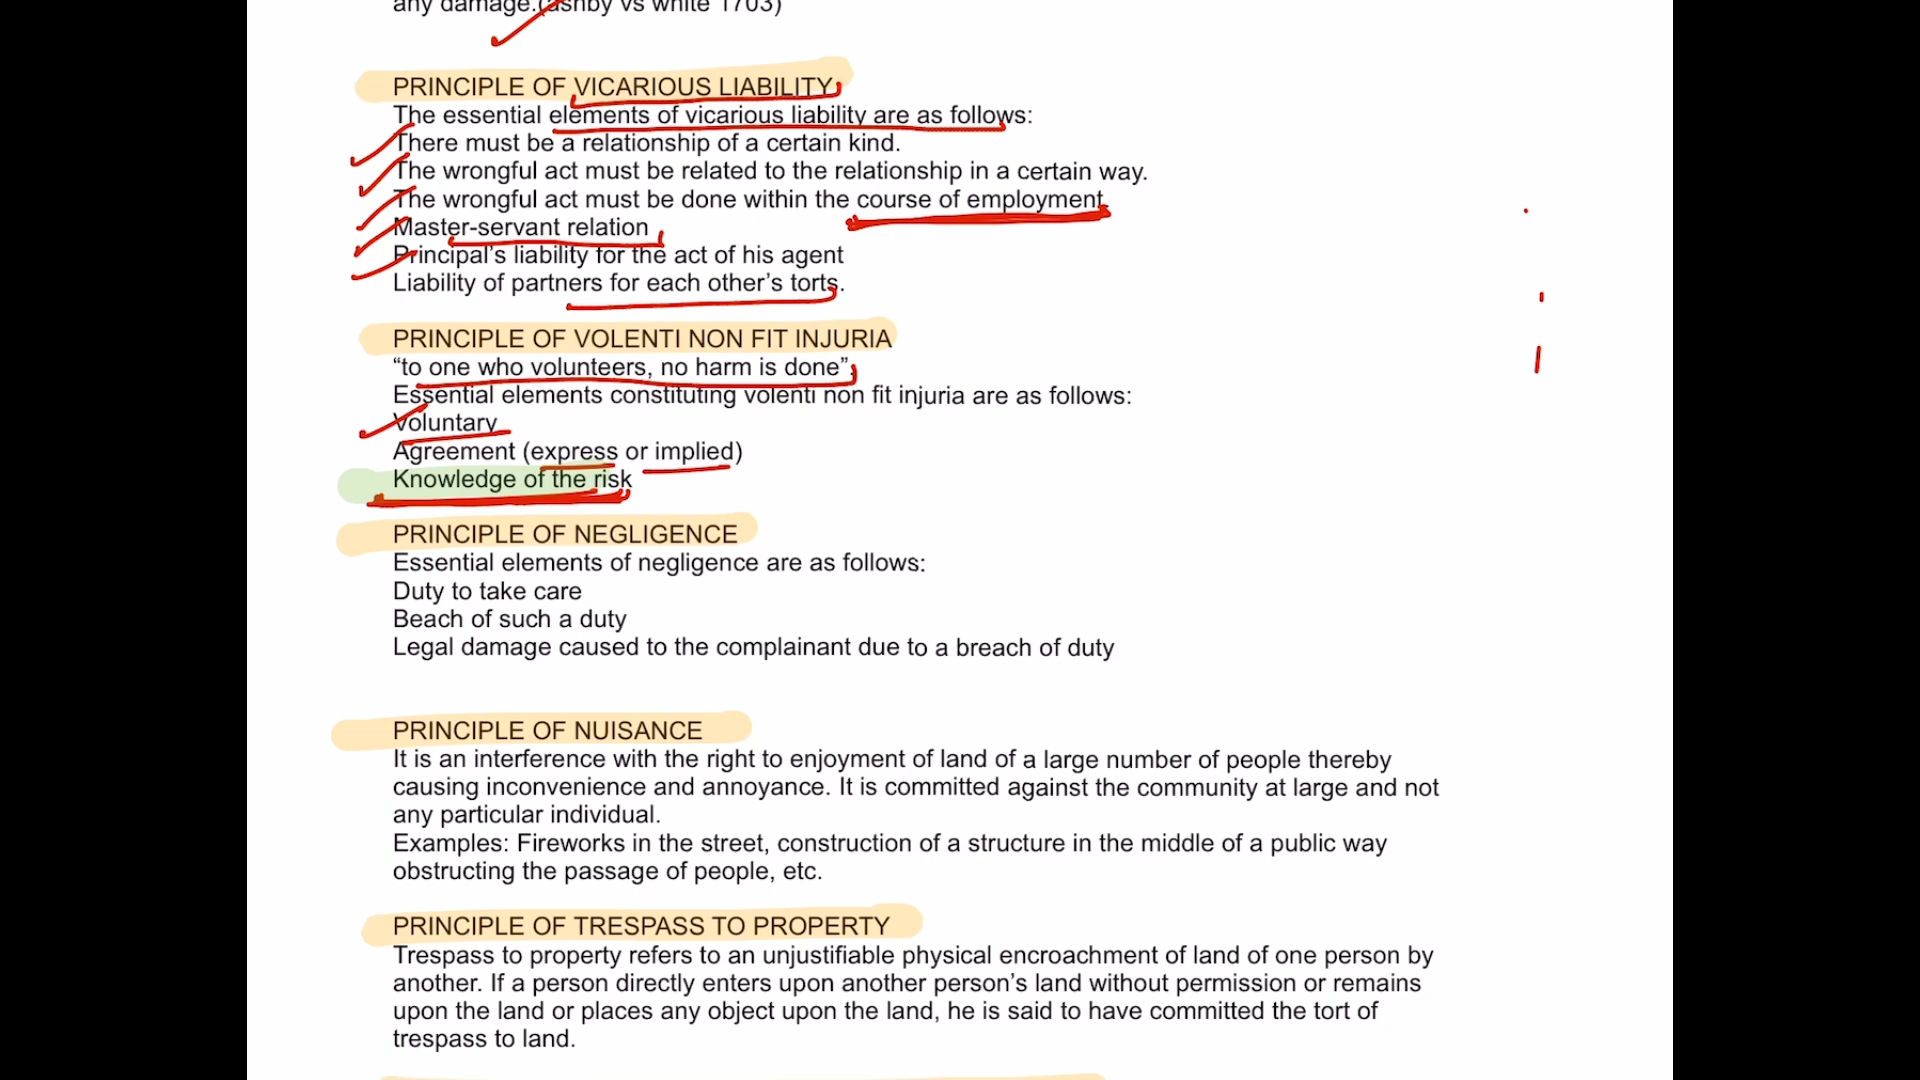 any damage.(ashby vs white 1703)
PRINCIPLE OF VICARIOUS LIABILITY
The essential elements of vicarious liability are as follows:
There must be a relationship of a certain kind.
The wrongful act must be related to the relationship in a certain way.
The wrongful act must be done within the course of employment
Master-servant relation
Principal’s liability for the act of his agent
Liability of partners for each other’s torts.
PRINCIPLE OF VOLENTI NON FIT INJURIA
“to one who volunteers, no harm is done”.
Essential elements constituting volenti non fit injuria are as follows:
Voluntary
Agreement (express or implied)
Knowledge of the risk
PRINCIPLE OF NEGLIGENCE
Essential elements of negligence are as follows:
Duty to take care
Beach of such a duty
Legal damage caused to the complainant due to a breach of duty
PRINCIPLE OF NUISANCE
It is an interference with the right to enjoyment of land of a large number of people thereby
causing inconvenience and annoyance. It is committed against the community at large and not
any particular individual.
Examples: Fireworks in the street, construction of a structure in the middle of a public way
obstructing the passage of people, etc.
PRINCIPLE OF TRESPASS TO PROPERTY
Trespass to property refers to an unjustifiable physical encroachment of land of one person by
another. If a person directly enters upon another person’s land without permission or remains
upon the land or places any object upon the land, he is said to have committed the tort of
trespass to land.